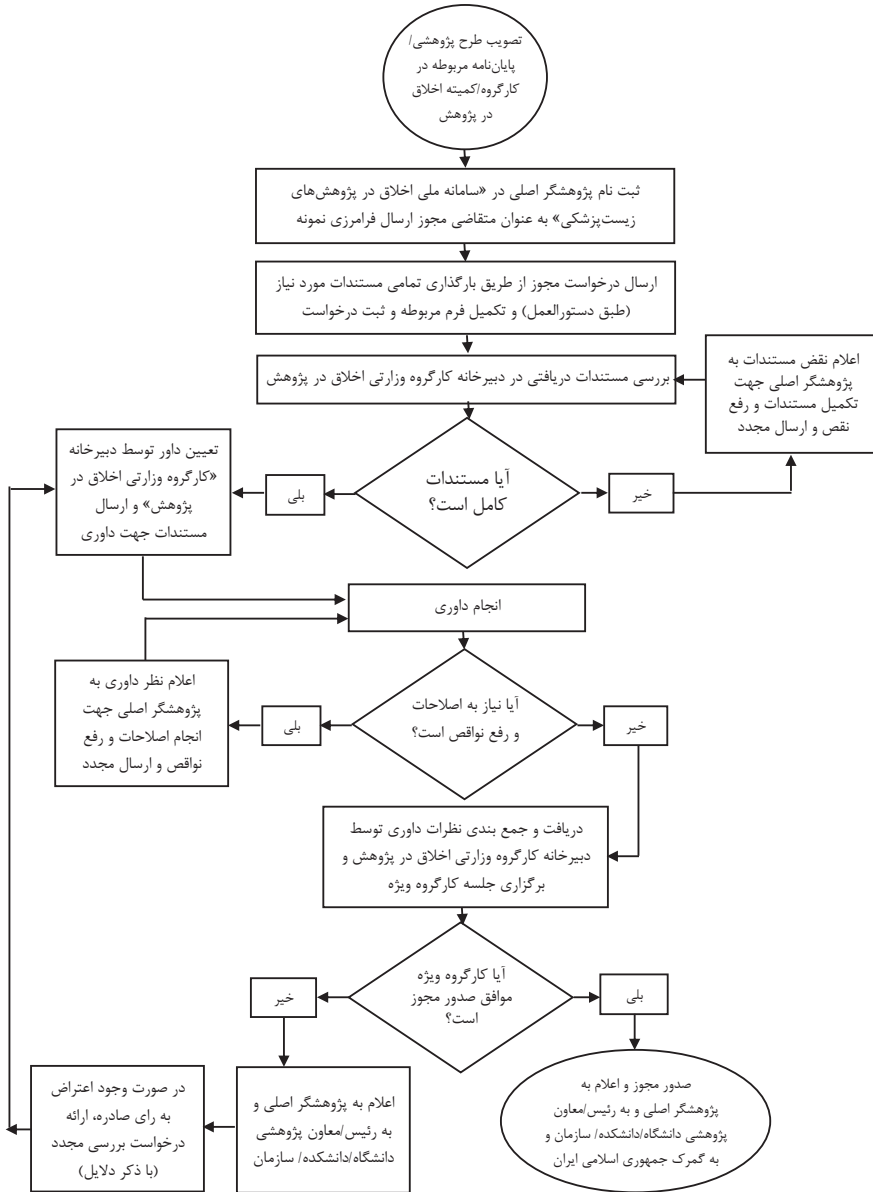 تصویب طرح پژوهشی/
پایان‌نامه مربوطه در
کارگروه/کمیته اخلاق
در پژوهش
ثبت نام پژوهشگر اصلی در «سامانه ملی اخلاق در پژوهش‌های
زیست‌پزشکی» به عنوان متقاضی مجوز ارسال فرامرزی نمونه
ارسال درخواست مجوز از طریق بارگذاری تمامی مستندات مورد نیاز
(طبق دستورالعمل) و تکمیل فرم مربوطه و ثبت درخواست
بررسی مستندات دریافتی در دبیرخانه کارگروه وزارتی اخلاق در پژوهش
اعلام نقض مستندات به
پژوهشگر اصلی جهت
تکمیل مستندات و رفع
نقص و ارسال مجدد
آیا مستندات
کامل است؟
خیر
بلی
تعیین داور توسط دبیرخانه
«کارگروه وزارتی اخلاق در
پژوهش» و ارسال
مستندات جهت داوری
انجام داوری
آیا نیاز به اصلاحات
و رفع نواقص است؟
خیر
بلی
اعلام نظر داوری به
پژوهشگر اصلی جهت
انجام اصلاحات و رفع
نواقص و ارسال مجدد
دریافت و جمع بندی نظرات داوری توسط
دبیرخانه کارگروه وزارتی اخلاق در پژوهش و
برگزاری جلسه کارگروه ویژه
آیا کارگروه ویژه
موافق صدور مجوز
است؟
بلی
خیر
صدور مجوز و اعلام به
پژوهشگر اصلی و به رئیس/معاون
پژوهشی دانشگاه/دانشکده/ سازمان و
به گمرک جمهوری اسلامی ایران
اعلام به پژوهشگر اصلی و
به رئیس/معاون پژوهشی
دانشگاه/دانشکده/ سازمان
در صورت وجود اعتراض
به رای صادره، ارائه
درخواست بررسی مجدد
(با ذکر دلایل)